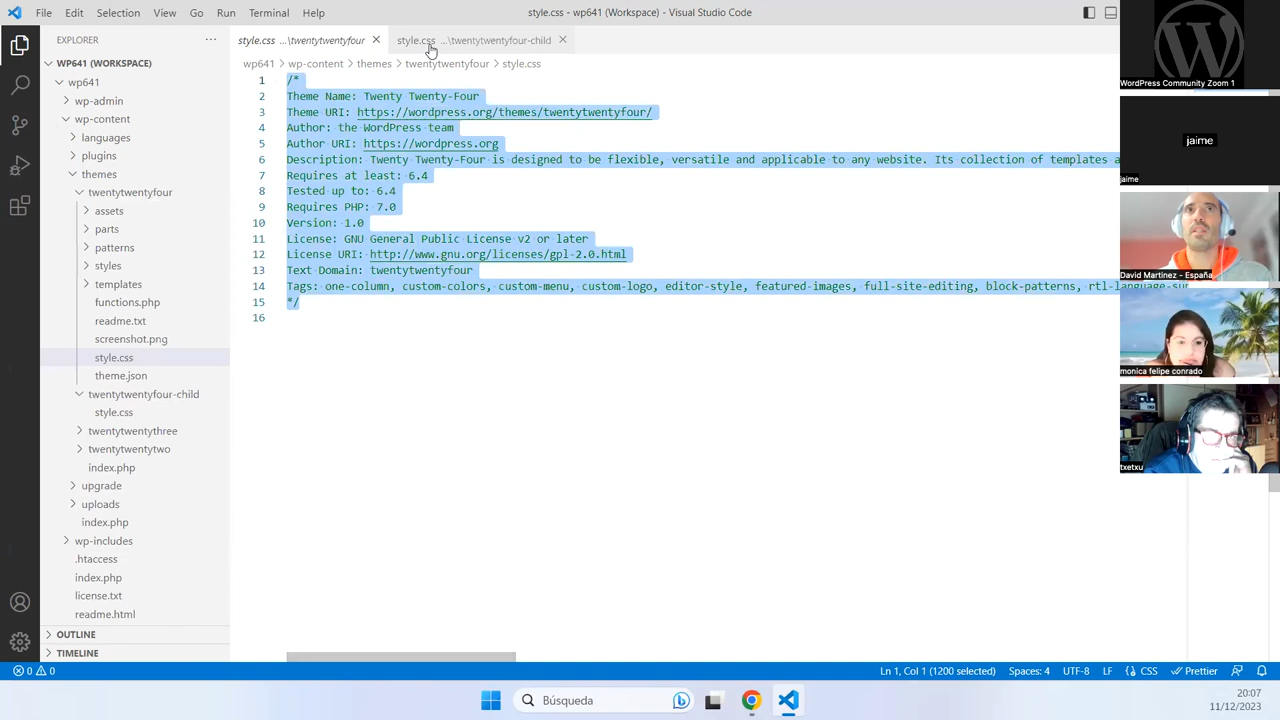 File Edit Selection View Go Run Terminal Help
style.css - wp641 (Workspace) - Visual Studio Code
EXPLORER ...
WP641 (WORKSPACE)
wp641
wp-admin
wp-content
languages
plugins
themes
twentytwentyfour
assets
parts
patterns
styles
templates
functions.php
readme.txt
screenshot.png
style.css
theme.json
twentytwentyfour-child
style.css
twentytwentythree
twentytwentytwo
index.php
upgrade
uploads
index.php
wp-includes
.htaccess
index.php
license.txt
readme.html
OUTLINE
TIMELINE
style.css ...\twentytwentyfour
style.css ...\twentytwentyfour-child
wp641 > wp-content > themes > twentytwentyfour > style.css
1 /*
2 Theme Name: Twenty Twenty-Four
3 Theme URI: https://wordpress.org/themes/twentytwentyfour/
4 Author: the WordPress team
5 Author URI: https://wordpress.org
6 Description: Twenty Twenty-Four is designed to be flexible, versatile and applicable to any website. Its collection of templates a
7 Requires at least: 6.4
8 Tested up to: 6.4
9 Requires PHP: 7.0
10 Version: 1.0
11 License: GNU General Public License v2 or later
12 License URI: http://www.gnu.org/licenses/gpl-2.0.html
13 Text Domain: twentytwentyfour
14 Tags: one-column, custom-colors, custom-menu, custom-logo, editor-style, featured-images, full-site-editing, block-patterns, rtl-language-su
15 */
16
WordPress Community Zoom 1
jaime
jaime
David Martinez - España
monica felipe conrado
txetxu
0 0
Ln 1, Col 1 (1200 selected) Spaces: 4 UTF-8 LF CSS Prettier
Búsqueda
20:07
11/12/2023